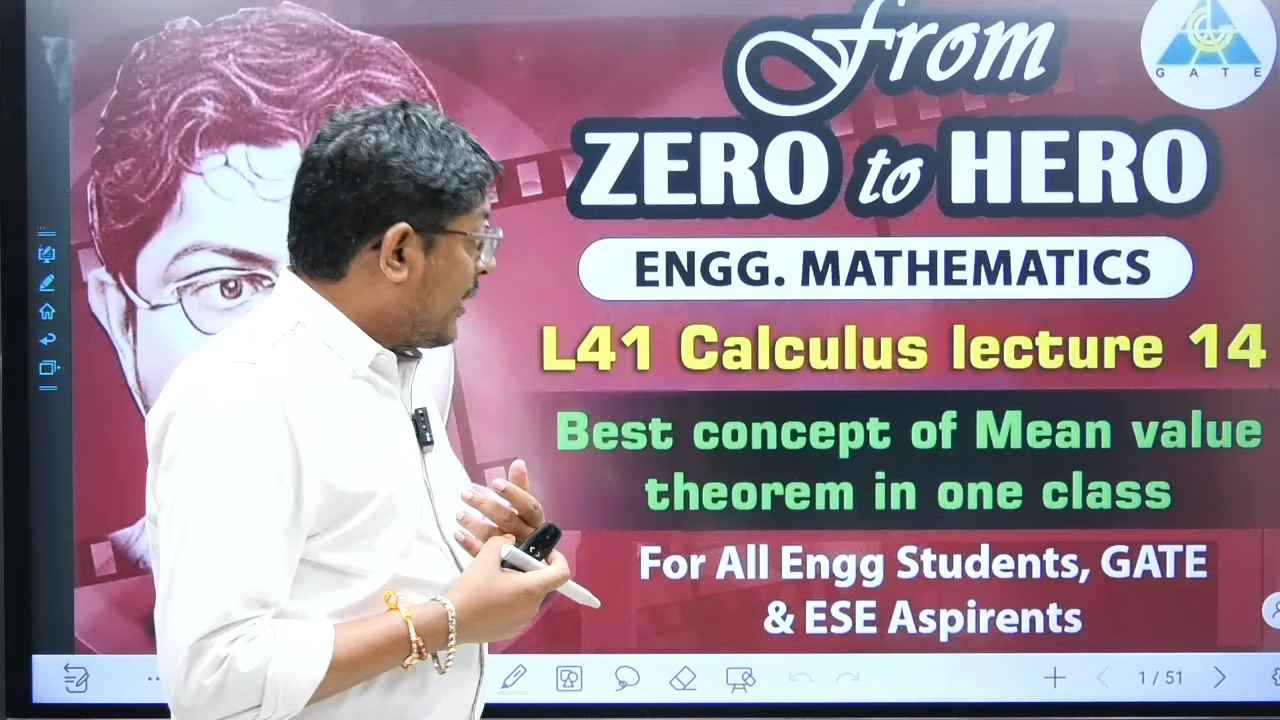 from
GATE
ZERO to HERO
ENGG. MATHEMATICS
L41 Calculus lecture 14
Best concept of Mean value
theorem in one class
For All Engg Students, GATE
& ESE Aspirents
1 / 51